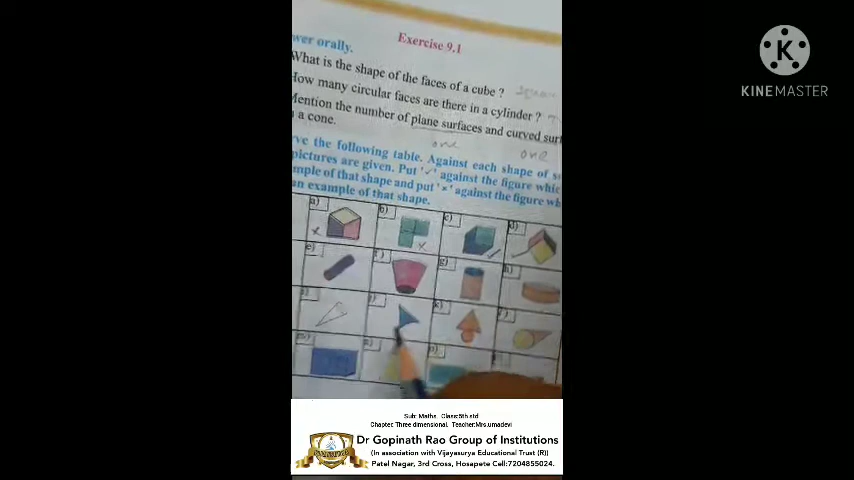 Exercise 9.1
wer orally.
What is the shape of the faces of a cube ?
How many circular faces are there in a cylinder ?
Mention the number of plane surfaces and curved surf
a cone.
one
one
ve the following table. Against each shape of s
pictures are given. Put '✓' against the figure whic
mple of that shape and put '×' against the figure wh
an example of that shape.
a) b) c) d)
×
×
e) f) g) h)
j) k)
KINEMASTER
Sub: Maths. Class:5th.std
Chapter: Three dimensional. Teacher:Mrs.umadevi
Dr Gopinath Rao Group of Institutions
(In association with Vijayasurya Educational Trust (R))
Patel Nagar, 3rd Cross, Hosapete Cell:7204855024.